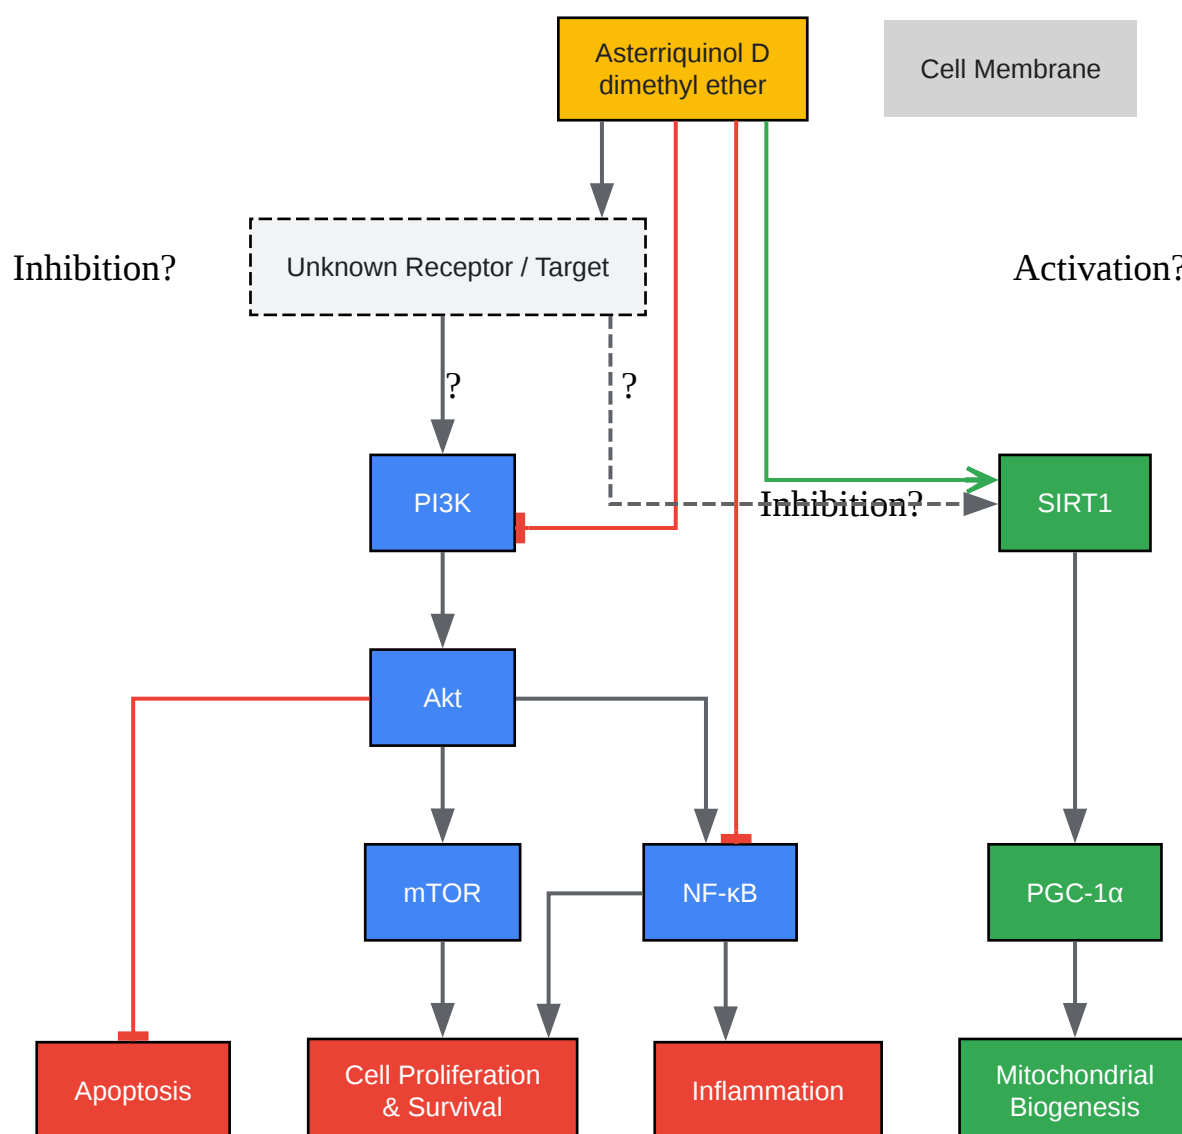 Asterriquinol D
dimethyl ether
Cell Membrane
Inhibition?
Unknown Receptor / Target
Activation?
?
?
PI3K
Inhibition?
SIRT1
Akt
mTOR
NF-κB
PGC-1α
Apoptosis
Cell Proliferation
& Survival
Inflammation
Mitochondrial
Biogenesis